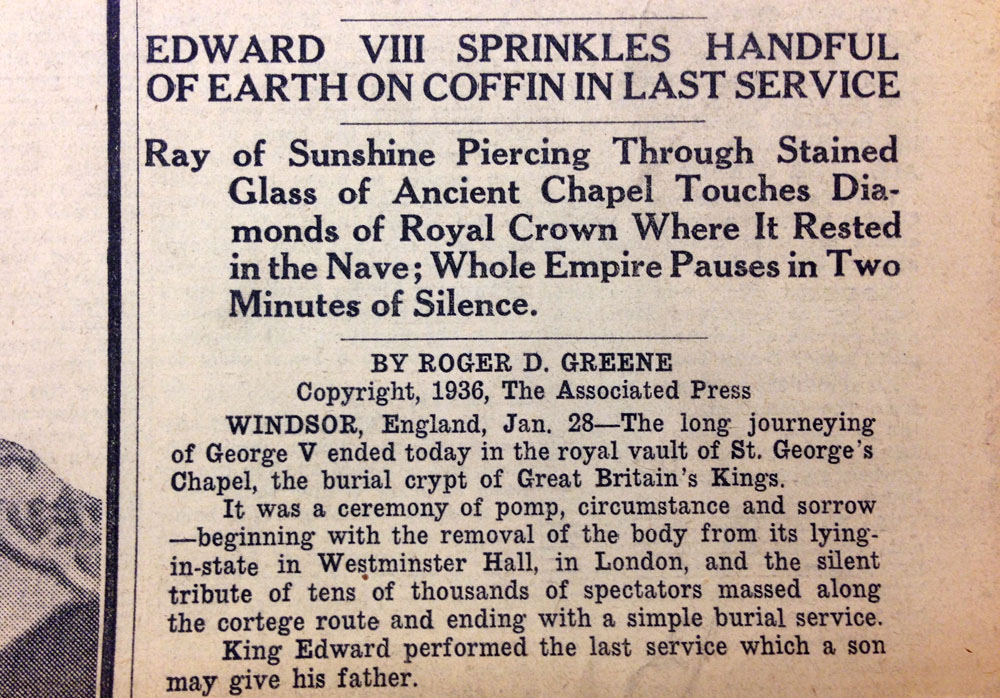 EDWARD VIII SPRINKLES HANDFUL
OF EARTH ON COFFIN IN LAST SERVICE
Ray of Sunshine Piercing Through Stained
Glass of Ancient Chapel Touches Dia-
monds of Royal Crown Where It Rested
in the Nave; Whole Empire Pauses in Two
Minutes of Silence.
BY ROGER D. GREENE
Copyright, 1936, The Associated Press
WINDSOR, England, Jan. 28—The long journeying
of George V ended today in the royal vault of St. George's
Chapel, the burial crypt of Great Britain's Kings.
It was a ceremony of pomp, circumstance and sorrow
—beginning with the removal of the body from its lying-
in-state in Westminster Hall, in London, and the silent
tribute of tens of thousands of spectators massed along
the cortege route and ending with a simple burial service.
King Edward performed the last service which a son
may give his father.